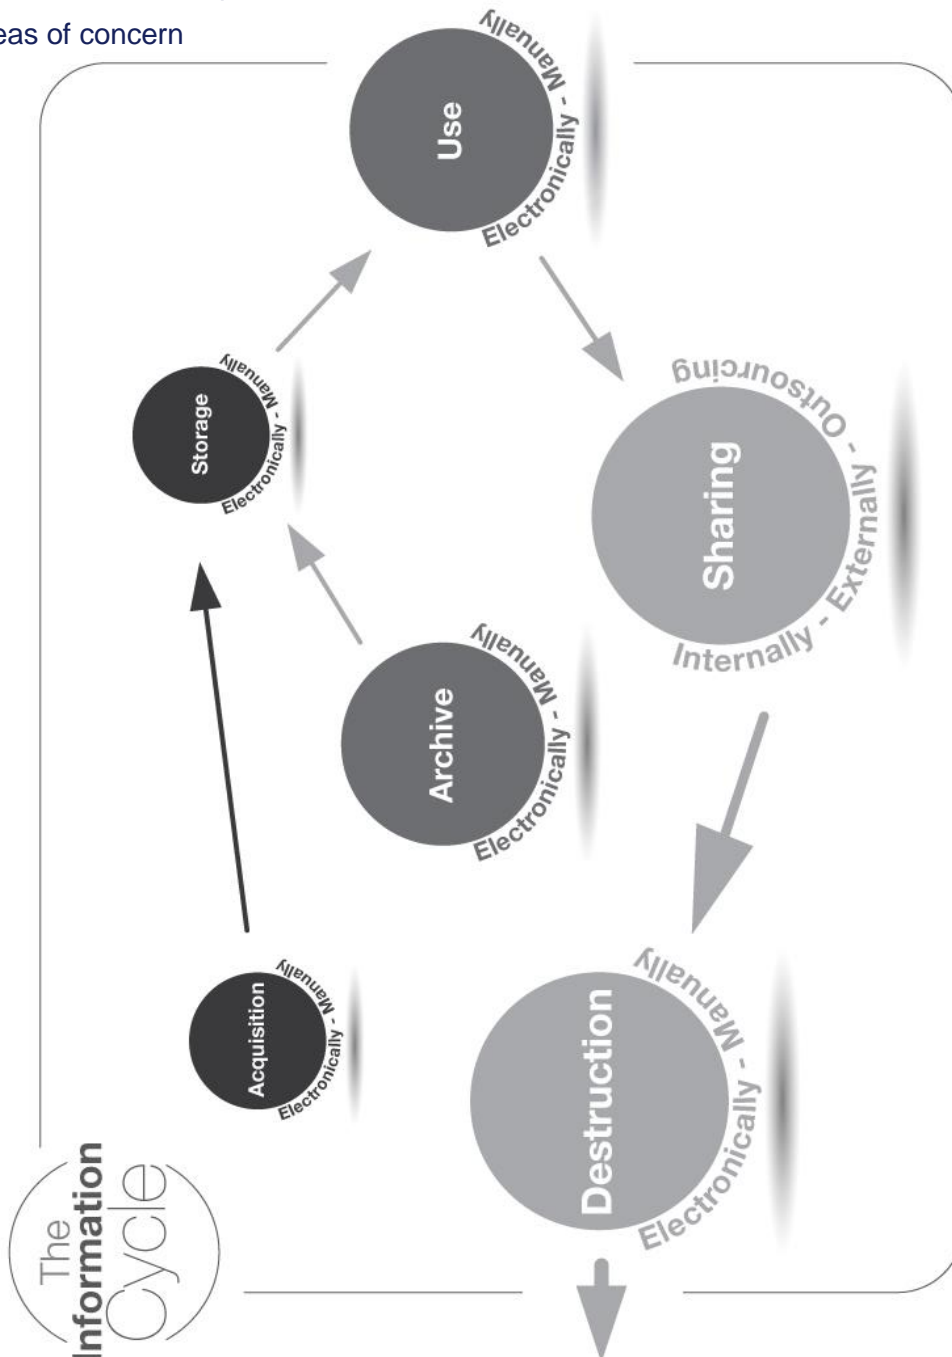 eas of concern
The
Information
Cycle
Acquisition
Electronically - Manually
Storage
Electronically - Manually
Archive
Electronically - Manually
Use
Electronically - Manually
Sharing
Internally - Externally - Outsourcing
Destruction
Electronically - Manually